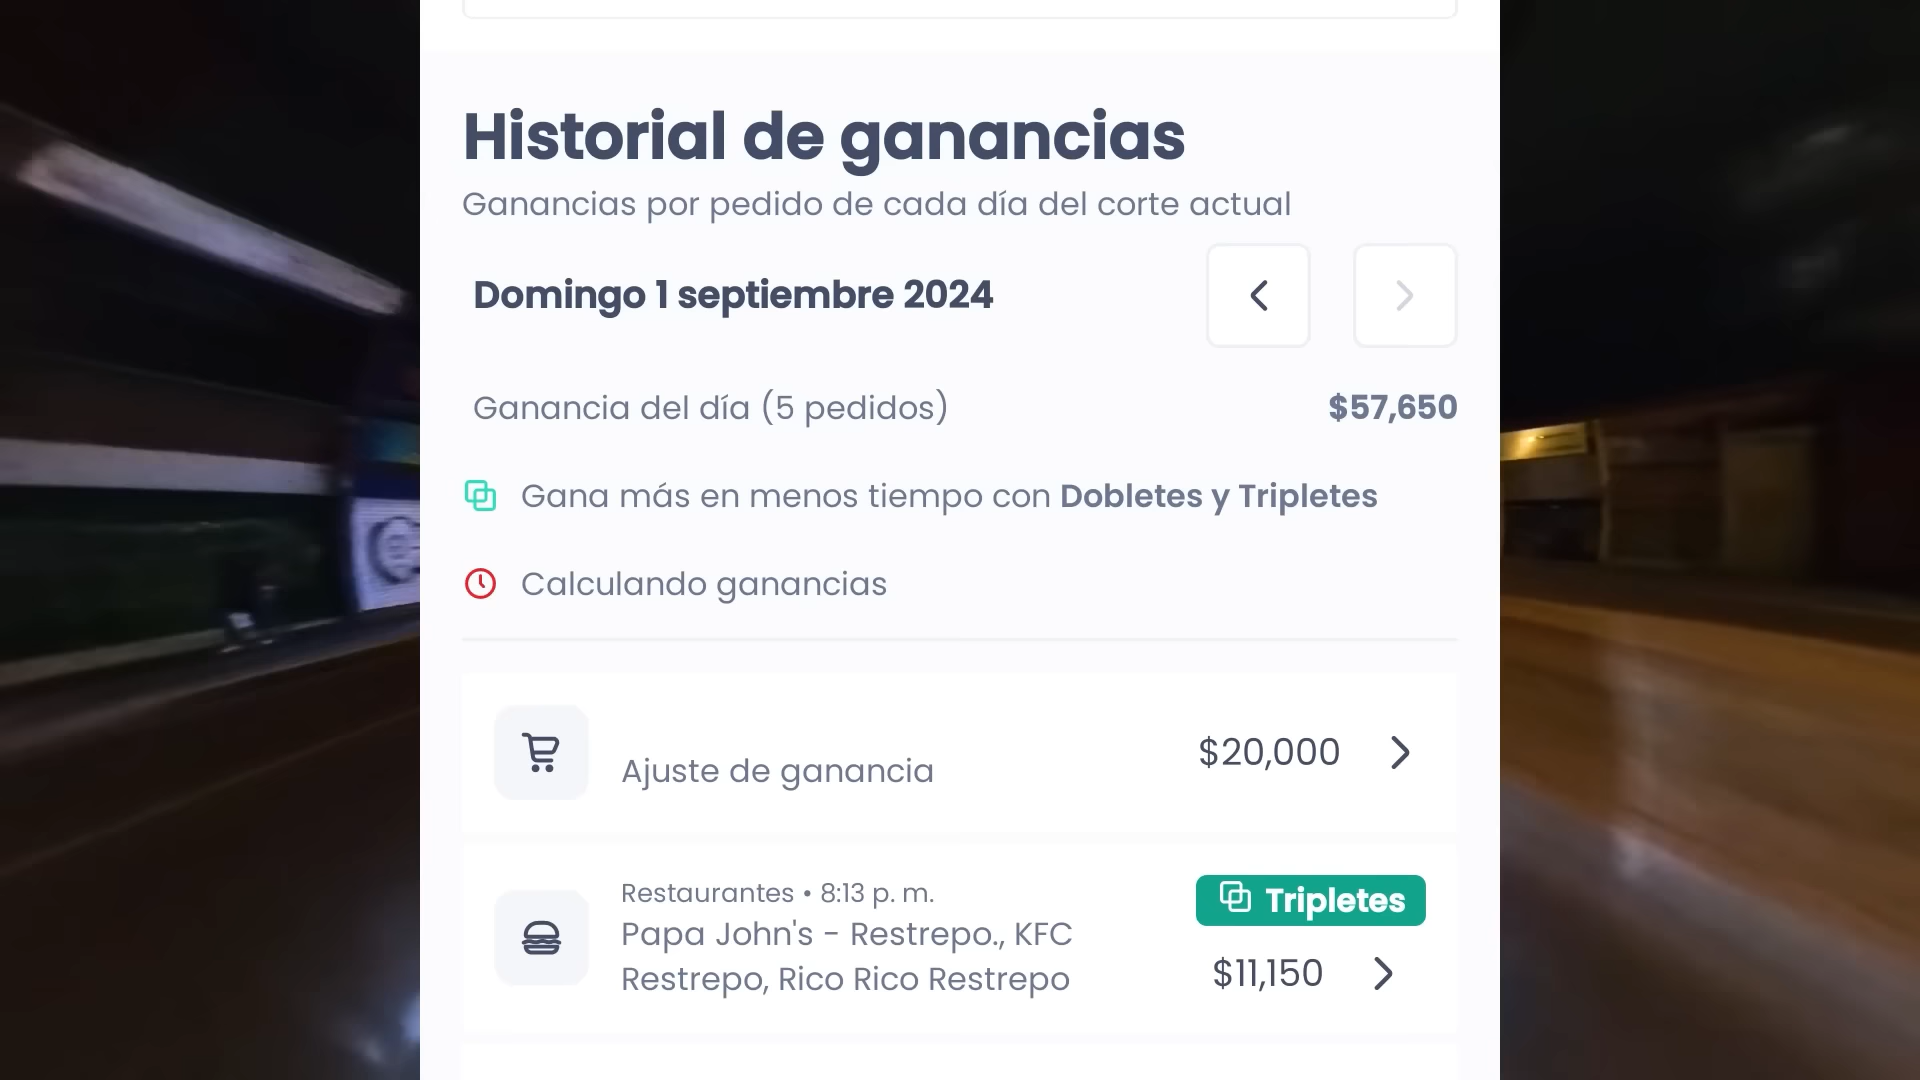 Historial de ganancias
Ganancias por pedido de cada día del corte actual
Domingo 1 septiembre 2024
Ganancia del día (5 pedidos) $57,650
Gana más en menos tiempo con Dobletes y Tripletes
Calculando ganancias
Ajuste de ganancia $20,000
Restaurantes • 8:13 p. m.
Papa John's - Restrepo., KFC
Restrepo, Rico Rico Restrepo
Tripletes
$11,150